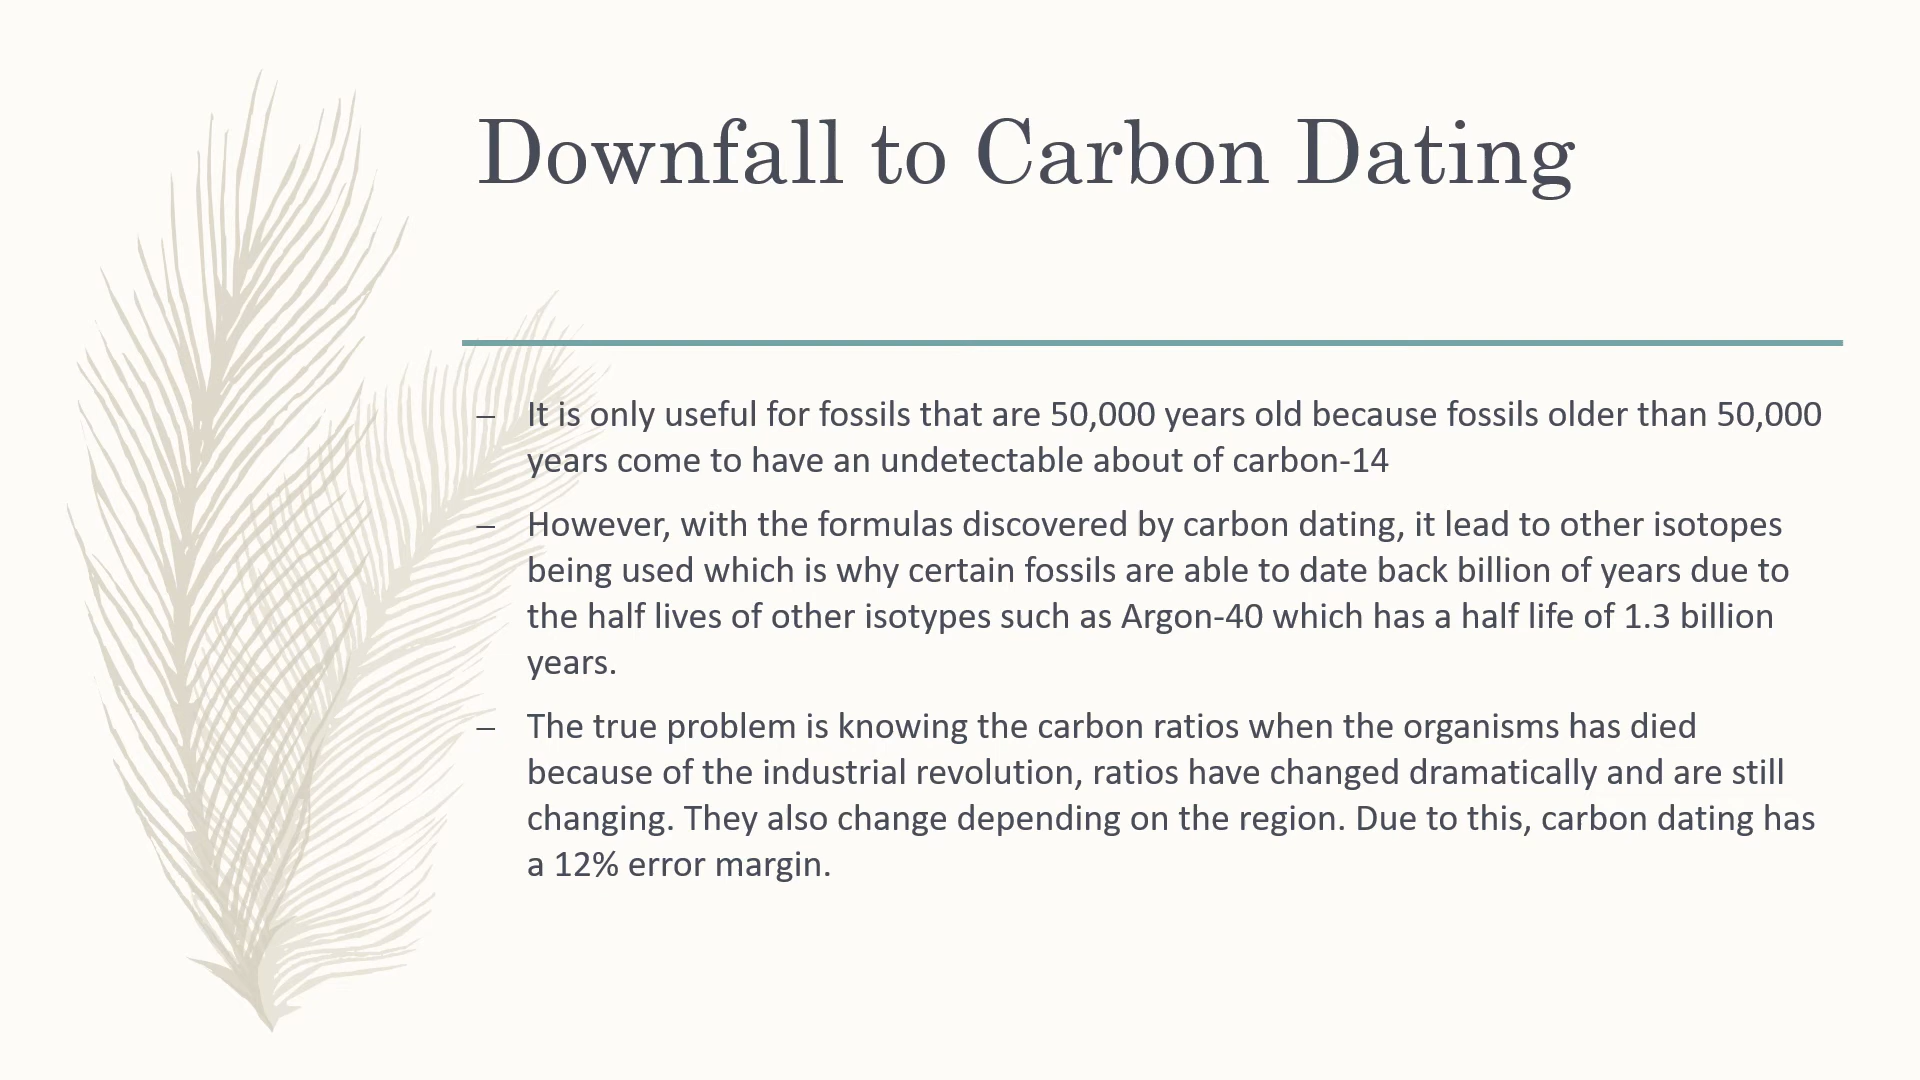 Downfall to Carbon Dating
– It is only useful for fossils that are 50,000 years old because fossils older than 50,000
years come to have an undetectable about of carbon-14
– However, with the formulas discovered by carbon dating, it lead to other isotopes
being used which is why certain fossils are able to date back billion of years due to
the half lives of other isotypes such as Argon-40 which has a half life of 1.3 billion
years.
– The true problem is knowing the carbon ratios when the organisms has died
because of the industrial revolution, ratios have changed dramatically and are still
changing. They also change depending on the region. Due to this, carbon dating has
a 12% error margin.